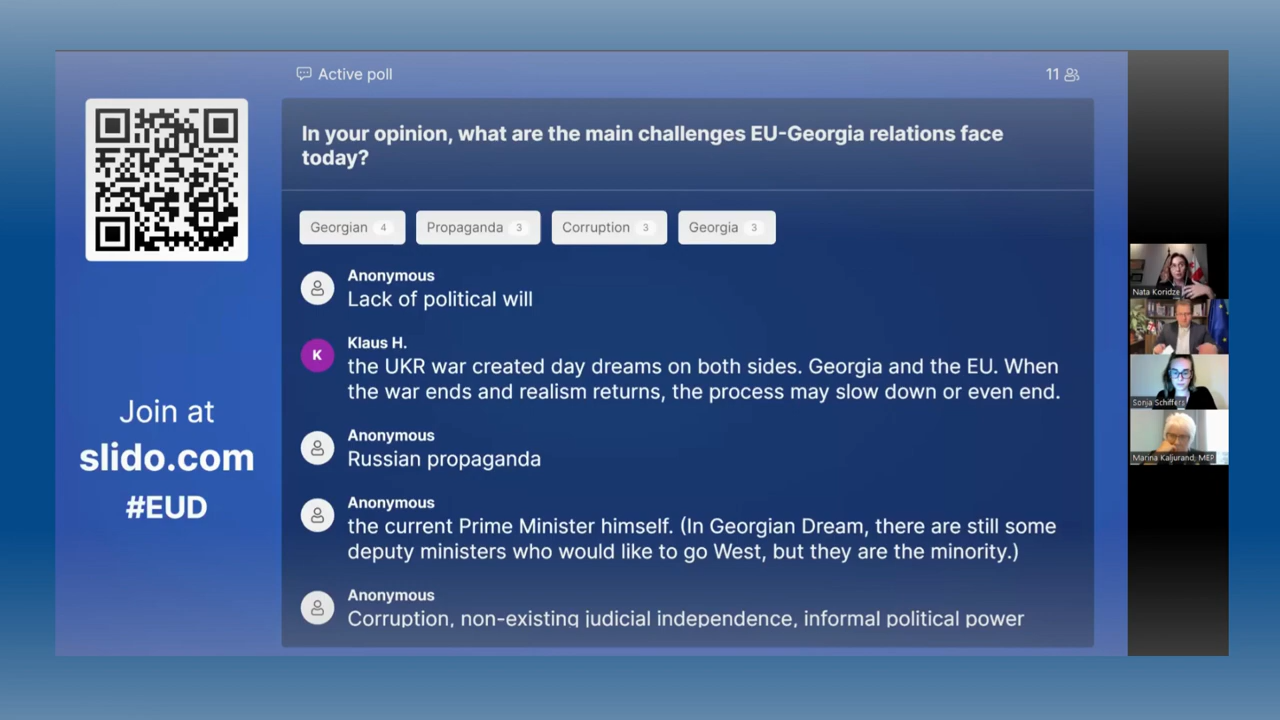 Active poll
11
In your opinion, what are the main challenges EU-Georgia relations face
today?
Georgian 4
Propaganda 3
Corruption 3
Georgia 3
Anonymous
Lack of political will
K
Klaus H.
the UKR war created day dreams on both sides. Georgia and the EU. When
the war ends and realism returns, the process may slow down or even end.
Anonymous
Russian propaganda
Anonymous
the current Prime Minister himself. (In Georgian Dream, there are still some
deputy ministers who would like to go West, but they are the minority.)
Anonymous
Corruption, non-existing judicial independence, informal political power
Join at
slido.com
#EUD
Nata Koridze
Sonja Schiffers
Marina Kaljurand, MEP